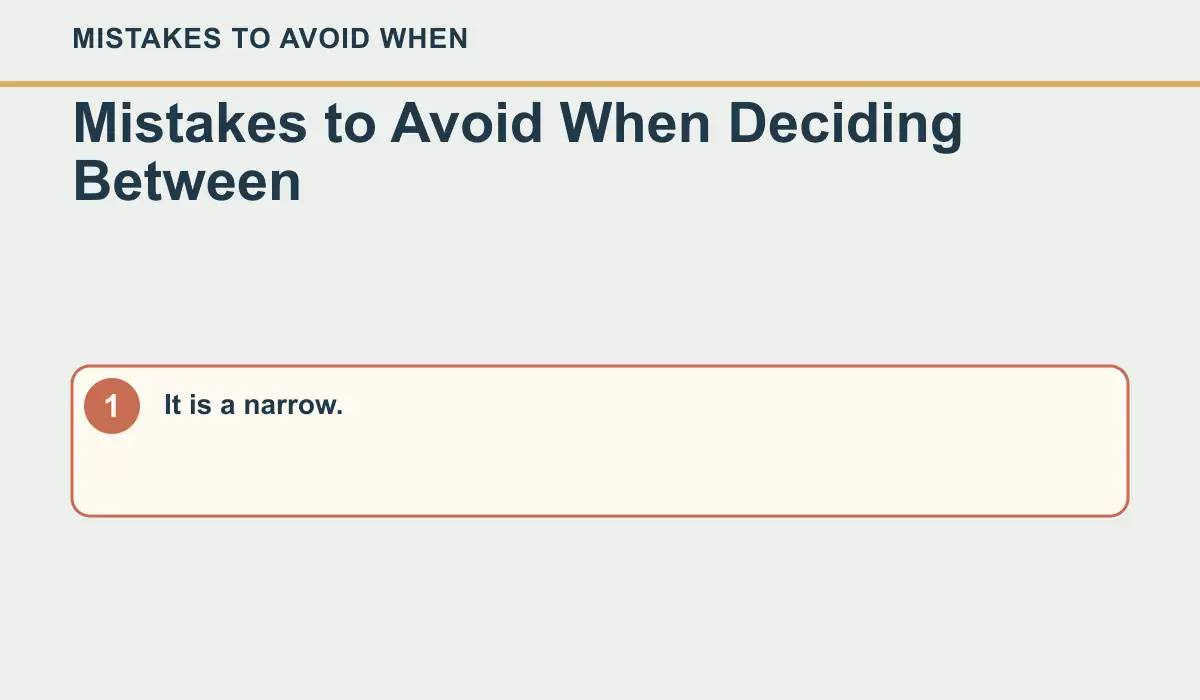 MISTAKES TO AVOID WHEN
Mistakes to Avoid When Deciding
Between
1 It is a narrow.